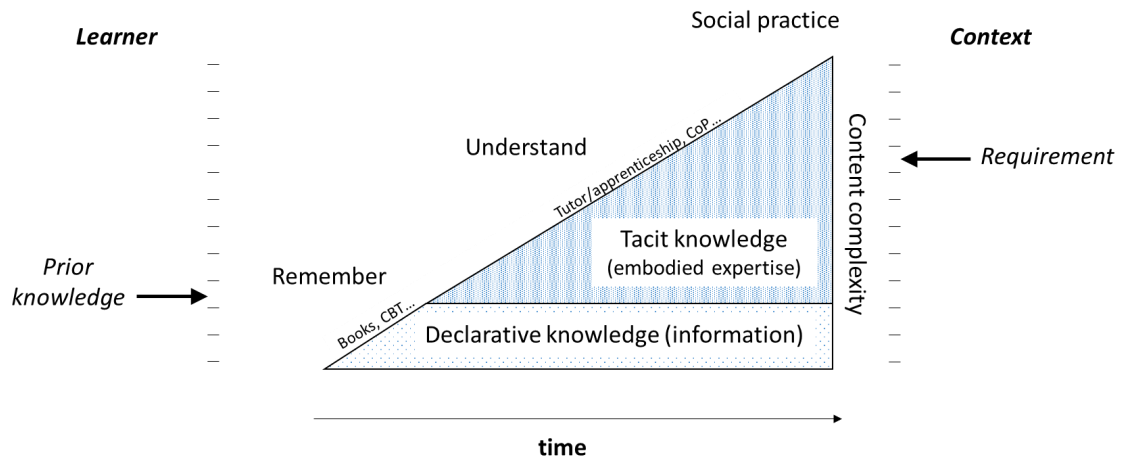 Social practice
Learner
Context
Understand
Tutor/apprenticeship, CoP...
Content complexity
Requirement
Tacit knowledge
(embodied expertise)
Prior
knowledge
Remember
Books, CBT...
Declarative knowledge (information)
time